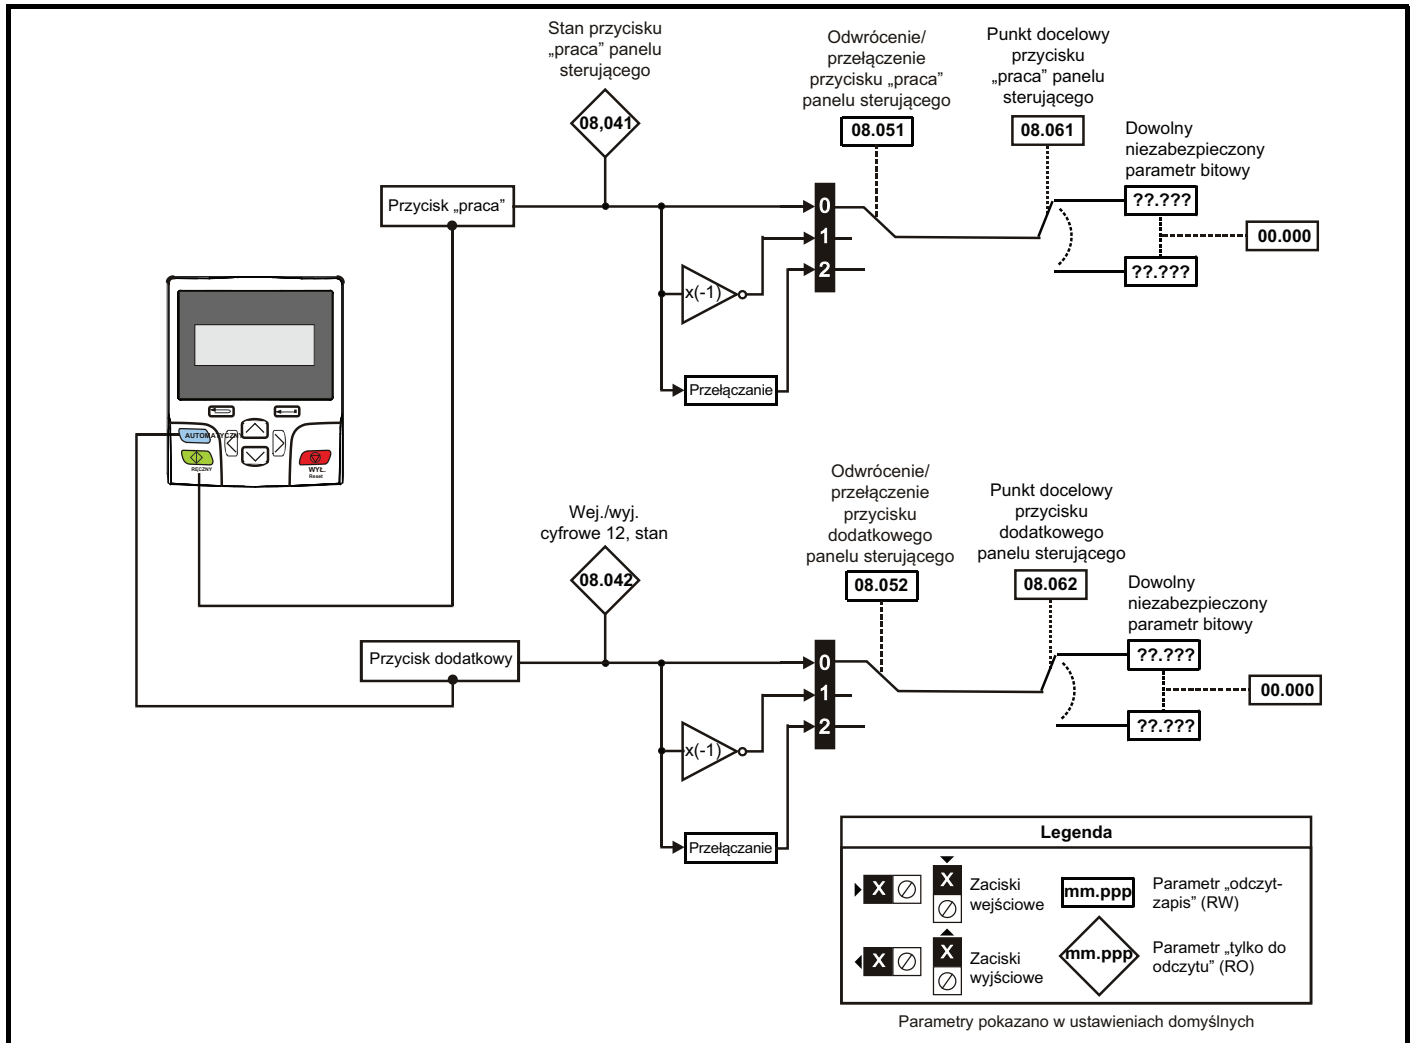 Stan przycisku
„praca” panelu
sterującego
08,041
Odwrócenie/
przełączenie
przycisku „praca”
panelu sterującego
08.051
Punkt docelowy
przycisku
„praca” panelu
sterującego
08.061
Dowolny
niezabezpieczony
parametr bitowy
??.???
??.???
00.000
Przycisk „praca”
0
1
2
x(-1)
Przełączanie
AUTOMATYCZNY
RĘCZNY
WYŁ.
Reset
Wej./wyj.
cyfrowe 12, stan
08.042
Odwrócenie/
przełączenie
przycisku
dodatkowego
panelu sterującego
08.052
Punkt docelowy
przycisku
dodatkowego
panelu sterującego
08.062
Dowolny
niezabezpieczony
parametr bitowy
??.???
??.???
00.000
Przycisk dodatkowy
0
1
2
x(-1)
Przełączanie
Legenda
X
X
Zaciski
wejściowe
mm.ppp
Parametr „odczyt-
zapis” (RW)
X
X
Zaciski
wyjściowe
mm.ppp
Parametr „tylko do
odczytu” (RO)
Parametry pokazano w ustawieniach domyślnych